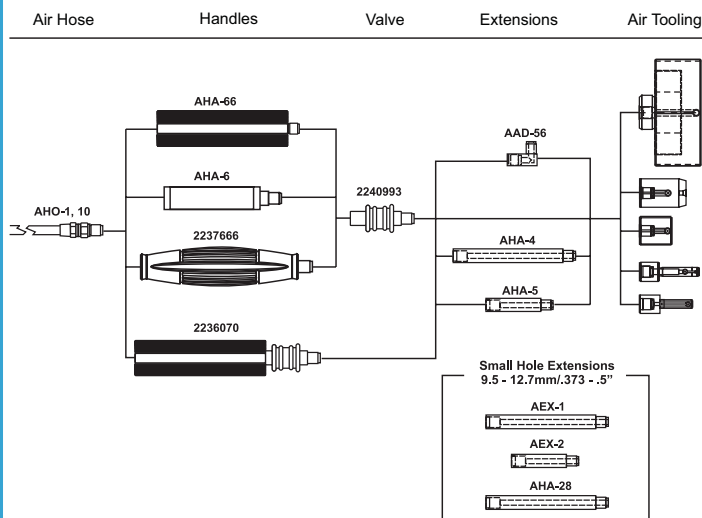 Air Hose Handles Valve Extensions Air Tooling
AHA-66
AAD-56
AHA-6
2240993
AHO-1, 10
2237666
AHA-4
AHA-5
2236070
Small Hole Extensions
9.5 - 12.7mm/.373 - .5”
AEX-1
AEX-2
AHA-28